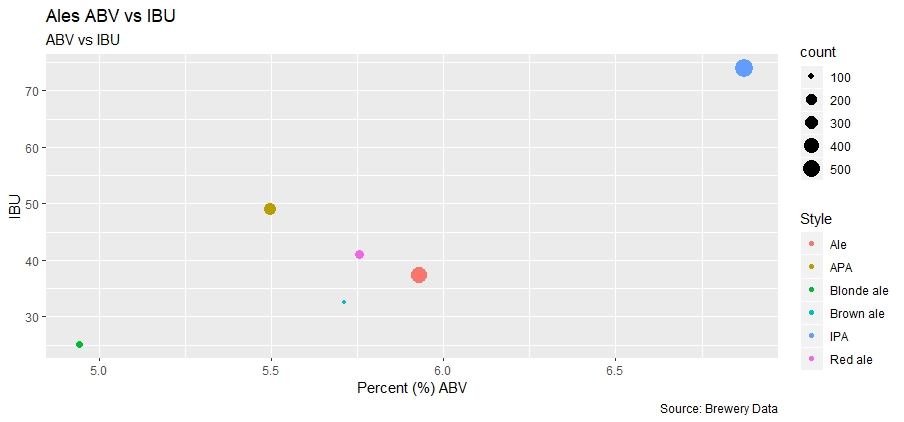 Ales ABV vs IBU
ABV vs IBU
IBU
70
60
50
40
30
5.0
5.5
6.0
6.5
Percent (%) ABV
Source: Brewery Data
count
100
200
300
400
500
Style
Ale
APA
Blonde ale
Brown ale
IPA
Red ale